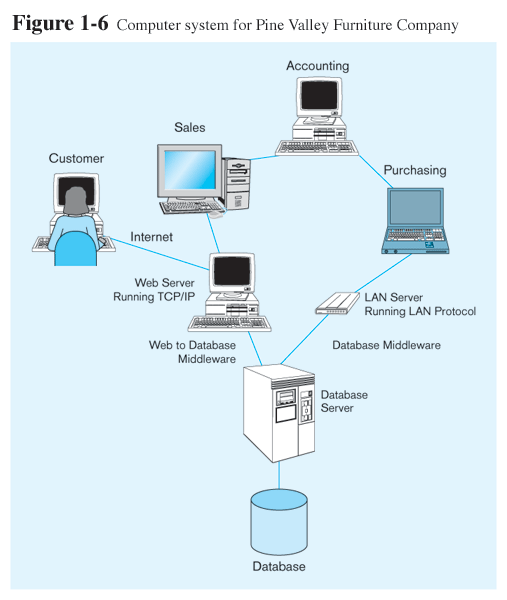 Figure 1-6 Computer system for Pine Valley Furniture Company
Accounting
Sales
Customer
Purchasing
Internet
Web Server
Running TCP/IP
LAN Server
Running LAN Protocol
Web to Database
Middleware
Database Middleware
Database
Server
Database